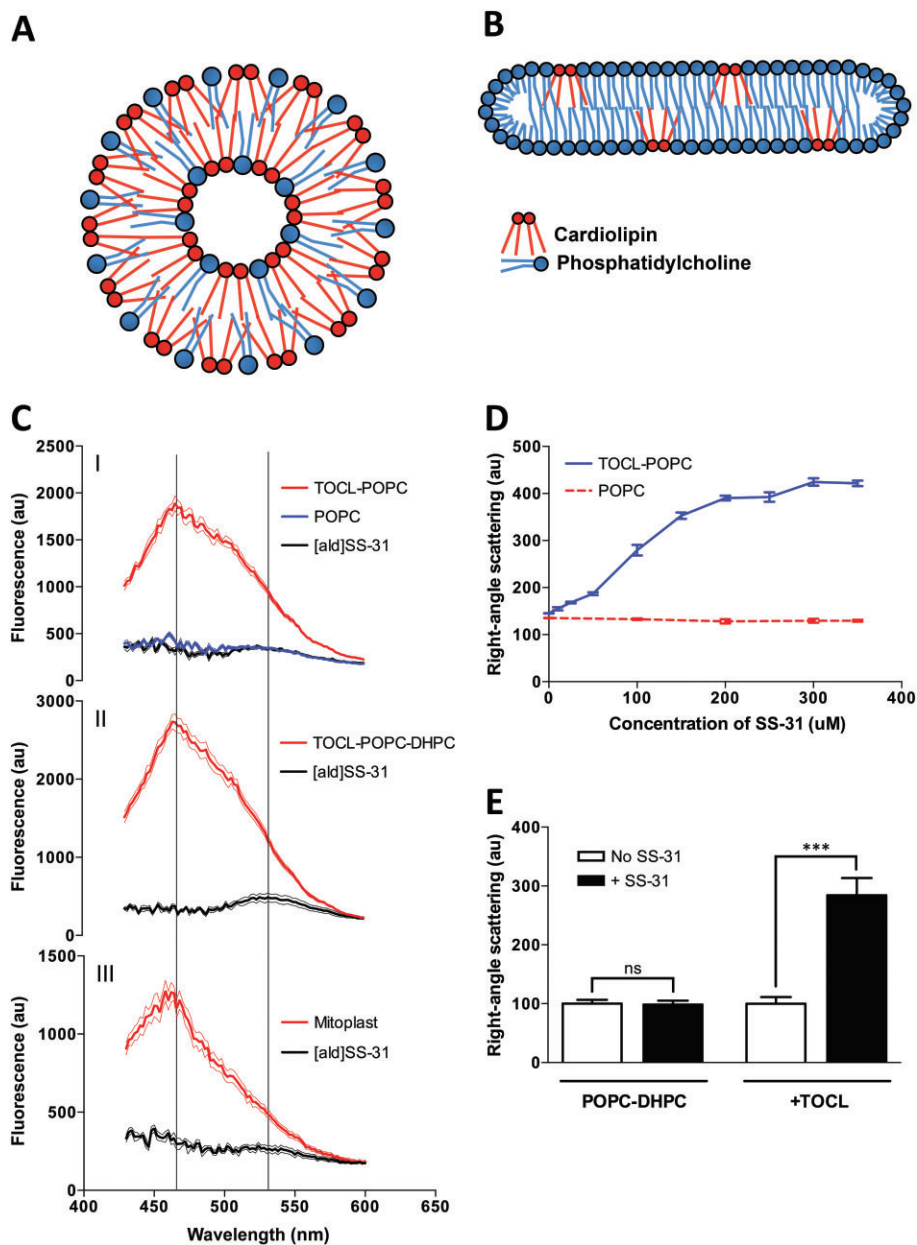 A
B
Cardiolipin
Phosphatidylcholine
C
I
2500
2000
1500
1000
500
0
Fluorescence (au)
TOCL-POPC
POPC
[ald]SS-31
II
3000
2000
1000
0
Fluorescence (au)
TOCL-POPC-DHPC
[ald]SS-31
III
1500
1000
500
0
Fluorescence (au)
Mitoplast
[ald]SS-31
400 450 500 550 600 650
Wavelength (nm)
D
500
400
300
200
100
0
Right-angle scattering (au)
TOCL-POPC
POPC
0 100 200 300 400
Concentration of SS-31 (uM)
E
400
300
200
100
0
Right-angle scattering (au)
No SS-31
+ SS-31
ns
***
POPC-DHPC
+TOCL